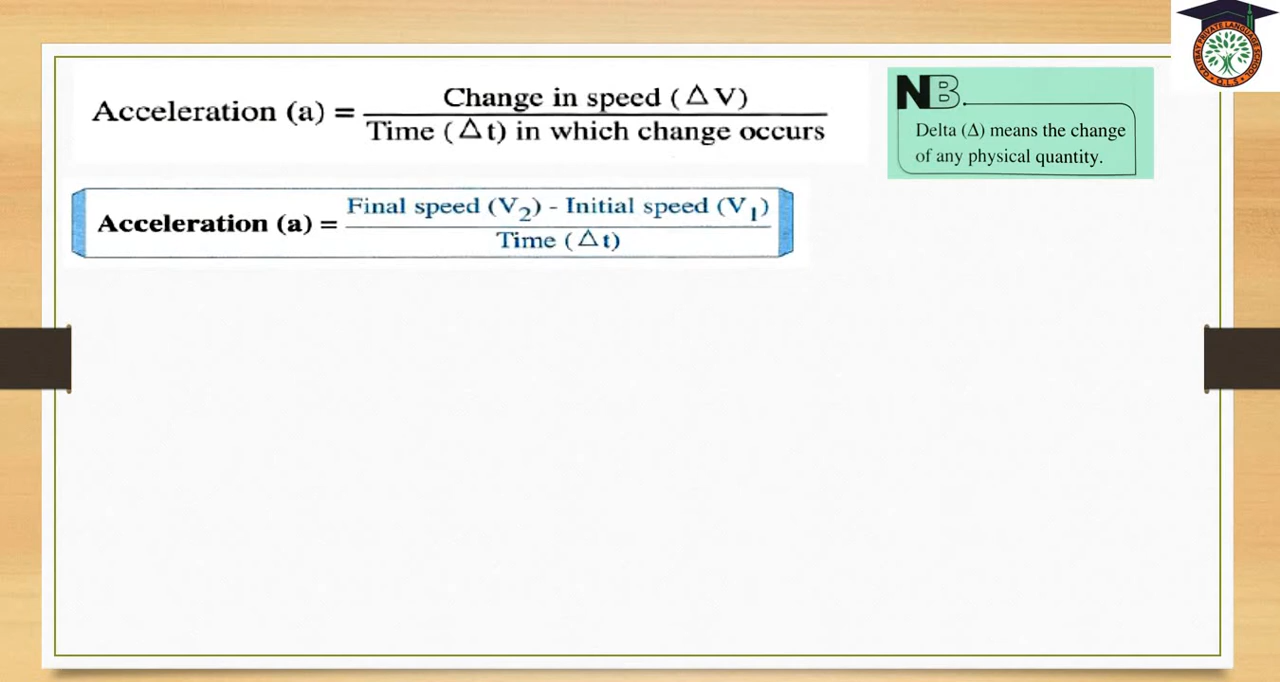 Acceleration (a) = Change in speed (Δ V)
Time (Δt) in which change occurs
NB.
Delta (Δ) means the change
of any physical quantity.
Acceleration (a) = Final speed (V₂) - Initial speed (V₁)
Time (Δt)